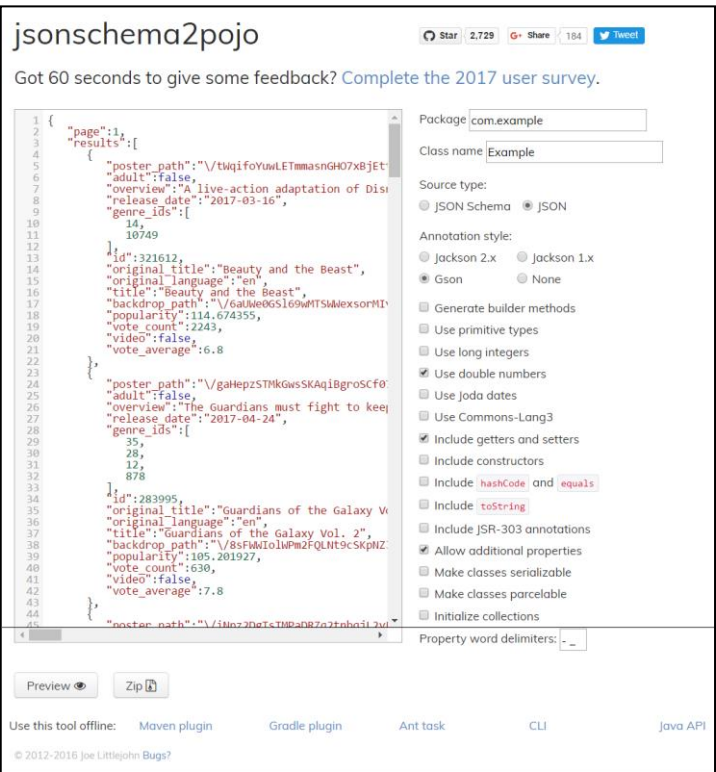 jsonschema2pojo
Star 2,729 G+ Share 184 Tweet
Got 60 seconds to give some feedback? Complete the 2017 user survey.
1 {
2 "page":1,
3 "results":[
4 {
5 "poster_path":"\/tWqifoYuwLETmmasnGHO7xBjEt
6 "adult":false,
7 "overview":"A live-action adaptation of Dis
8 "release_date":"2017-03-16",
9 "genre_ids":[
10 14,
11 10749
12 ],
13 "id":321612,
14 "original_title":"Beauty and the Beast",
15 "original_language":"en",
16 "title":"Beauty and the Beast",
17 "backdrop_path":"\/6aUWe0GSl69wMTSWWexsorMI
18 "popularity":114.674355,
19 "vote_count":2243,
20 "video":false,
21 "vote_average":6.8
22 },
23 {
24 "poster_path":"\/gaHepzSTMkGwsSKAqiBgroSCf0
25 "adult":false,
26 "overview":"The Guardians must fight to kee
27 "release_date":"2017-04-24",
28 "genre_ids":[
29 35,
30 28,
31 12,
32 878
33 ],
34 "id":283995,
35 "original_title":"Guardians of the Galaxy V
36 "original_language":"en",
37 "title":"Guardians of the Galaxy Vol. 2",
38 "backdrop_path":"\/8sFWWIolWPm2FQLNt9cSKpNZ
39 "popularity":105.201927,
40 "vote_count":630,
41 "video":false,
42 "vote_average":7.8
43 },
44 {
45 "poster_path":
Package com.example
Class name Example
Source type:
JSON Schema JSON
Annotation style:
Jackson 2.x Jackson 1.x
Gson None
Generate builder methods
Use primitive types
Use long integers
Use double numbers
Use Joda dates
Use Commons-Lang3
Include getters and setters
Include constructors
Include hashCode and equals
Include toString
Include JSR-303 annotations
Allow additional properties
Make classes serializable
Make classes parcelable
Initialize collections
Property word delimiters: - _
Preview Zip
Use this tool offline: Maven plugin Gradle plugin Ant task CLI Java API
© 2012-2016 Joe Littlejohn Bugs?